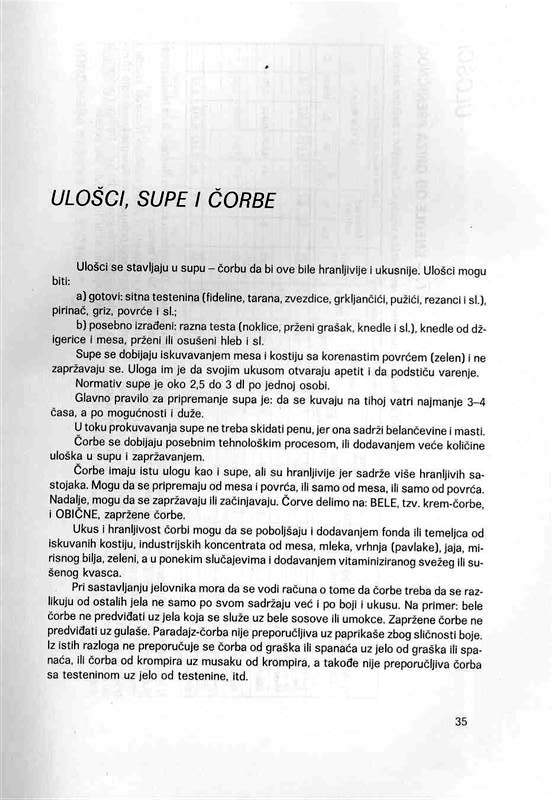 ULOŠCI, SUPE I ČORBE
Ulošci se stavljaju u supu – čorbu da bi ove bile hranljivije i ukusnije. Ulošci mogu
biti:
a) gotovi: sitna testenina (fideline, tarana, zvezdice, grkljančići, pužići, rezanci i sl.),
pirinač, griz, povrće i sl.;
b) posebno izrađeni: razna testa (noklice, prženi grašak, knedle i sl.), knedle od dž-
igerice i mesa, prženi ili osušeni hleb i sl.
Supe se dobijaju iskuvavanjem mesa i kostiju sa korenastim povrćem (zelen) i ne
zapržavaju se. Uloga im je da svojim ukusom otvaraju apetit i da podstiču varenje.
Normativ supe je oko 2,5 do 3 dl po jednoj osobi.
Glavno pravilo za pripremanje supa je: da se kuvaju na tihoj vatri najmanje 3–4
časa, a po mogućnosti i duže.
U toku prokuvavanja supe ne treba skidati penu, jer ona sadrži belančevine i masti.
Čorbe se dobijaju posebnim tehnološkim procesom, ili dodavanjem veće količine
uloška u supu i zapržavanjem.
Čorbe imaju istu ulogu kao i supe, ali su hranljivije jer sadrže više hranljivih sa-
stojaka. Mogu da se pripremaju od mesa i povrća, ili samo od mesa, ili samo od povrća.
Nadalje, mogu da se zapržavaju ili začinjavaju. Čorve delimo na: BELE, tzv. krem-čorbe,
i OBIČNE, zapržene čorbe.
Ukus i hranljivost čorbi mogu da se poboljšaju i dodavanjem fonda ili temeljca od
iskuvanih kostiju, industrijskih koncentrata od mesa, mleka, vrhnja (pavlake), jaja, mi-
risnog bilja, zeleni, a u ponekim slučajevima i dodavanjem vitaminiziranog svežeg ili su-
šenog kvasca.
Pri sastavljanju jelovnika mora da se vodi računa o tome da čorbe treba da se raz-
likuju od ostalih jela ne samo po svom sadržaju već i po boji i ukusu. Na primer: bele
čorbe ne predviđati uz jela koja se služe uz bele sosove ili umokce. Zapržene čorbe ne
predviđati uz gulaše. Paradajz-čorba nije preporučljiva uz paprikaše zbog sličnosti boje.
Iz istih razloga ne preporučuje se čorba od graška ili spanaća uz jelo od graška ili spa-
naća, ili čorba od krompira uz musaku od krompira, a takođe nije preporučljiva čorba
sa testeninom uz jelo od testenine, itd.
35